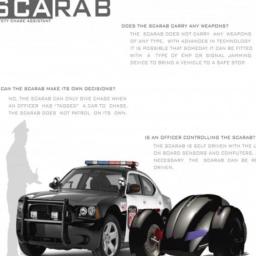 SCARAB
CITY CHASE ASSISTANT
DOES THE SCARAB CARRY ANY WEAPONS?
THE SCARAB DOES NOT CARRY ANY WEAPONS
OF ANY TYPE. WITH ADVANCES IN TECHNOLOGY
IT IS POSSIBLE THAT SOMEDAY IT CAN BE FITTED
WITH A TYPE OF EMP OR SIGNAL JAMMING
DEVICE TO BRING A VEHICLE TO A SAFE STOP
CAN THE SCARAB MAKE ITS OWN DECISIONS?
NO, THE SCARAB CAN ONLY GIVE CHASE WHEN
AN OFFICER HAS "TAGGED" A CAR TO CHASE.
THE SCARAB DOES NOT PATROL ON ITS OWN.
IS AN OFFICER CONTROLLING THE SCARAB?
THE SCARAB IS SELF DRIVEN WITH THE
ON BOARD SENSORS AND COMPUTERS.
NECESSARY THE SCARAB CAN BE